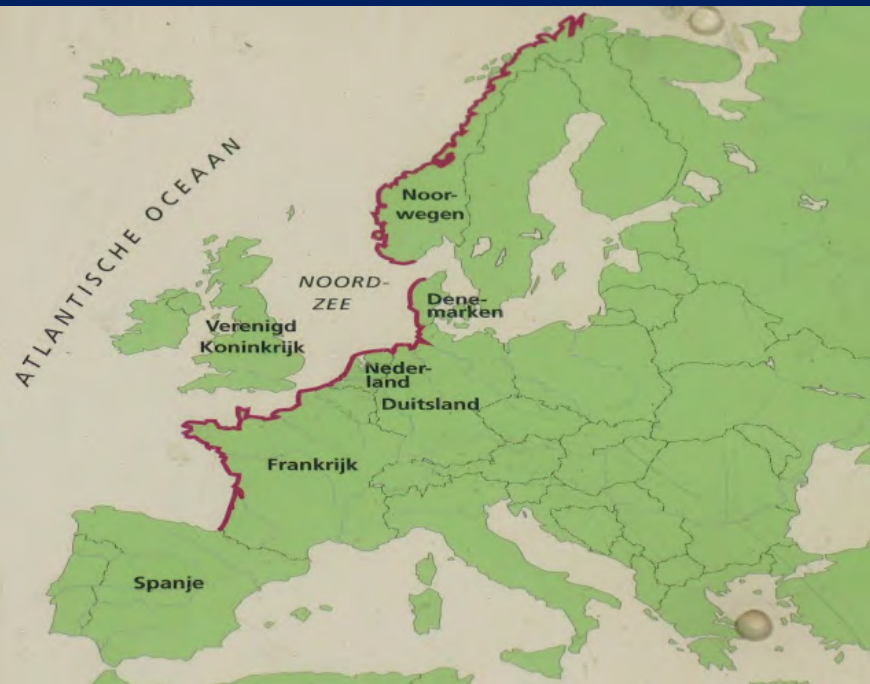 ATLANTISCHE OCEAAN
Noor-
wegen
NOORD-
ZEE
Dene-
marken
Verenigd
Koninkrijk
Neder-
land
Duitsland
Frankrijk
Spanje